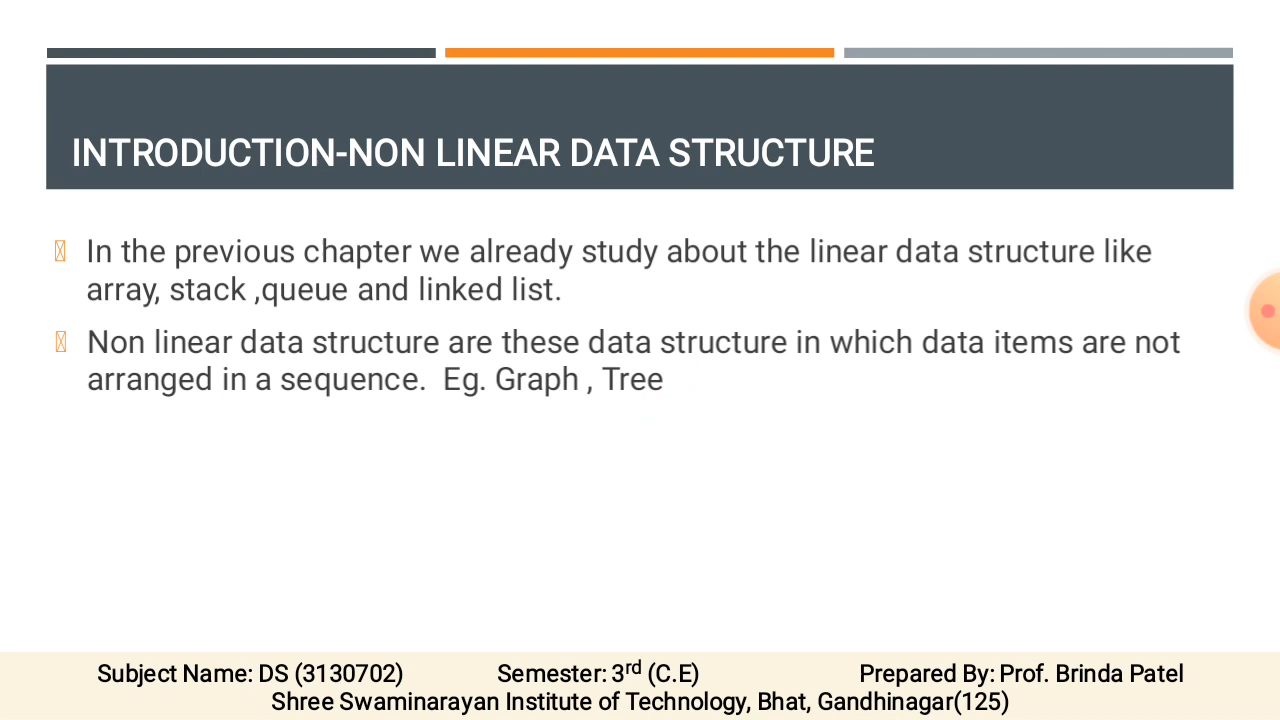 INTRODUCTION-NON LINEAR DATA STRUCTURE
In the previous chapter we already study about the linear data structure like
array, stack ,queue and linked list.
Non linear data structure are these data structure in which data items are not
arranged in a sequence.  Eg. Graph , Tree
Subject Name: DS (3130702) Semester: 3rd (C.E) Prepared By: Prof. Brinda Patel
Shree Swaminarayan Institute of Technology, Bhat, Gandhinagar(125)